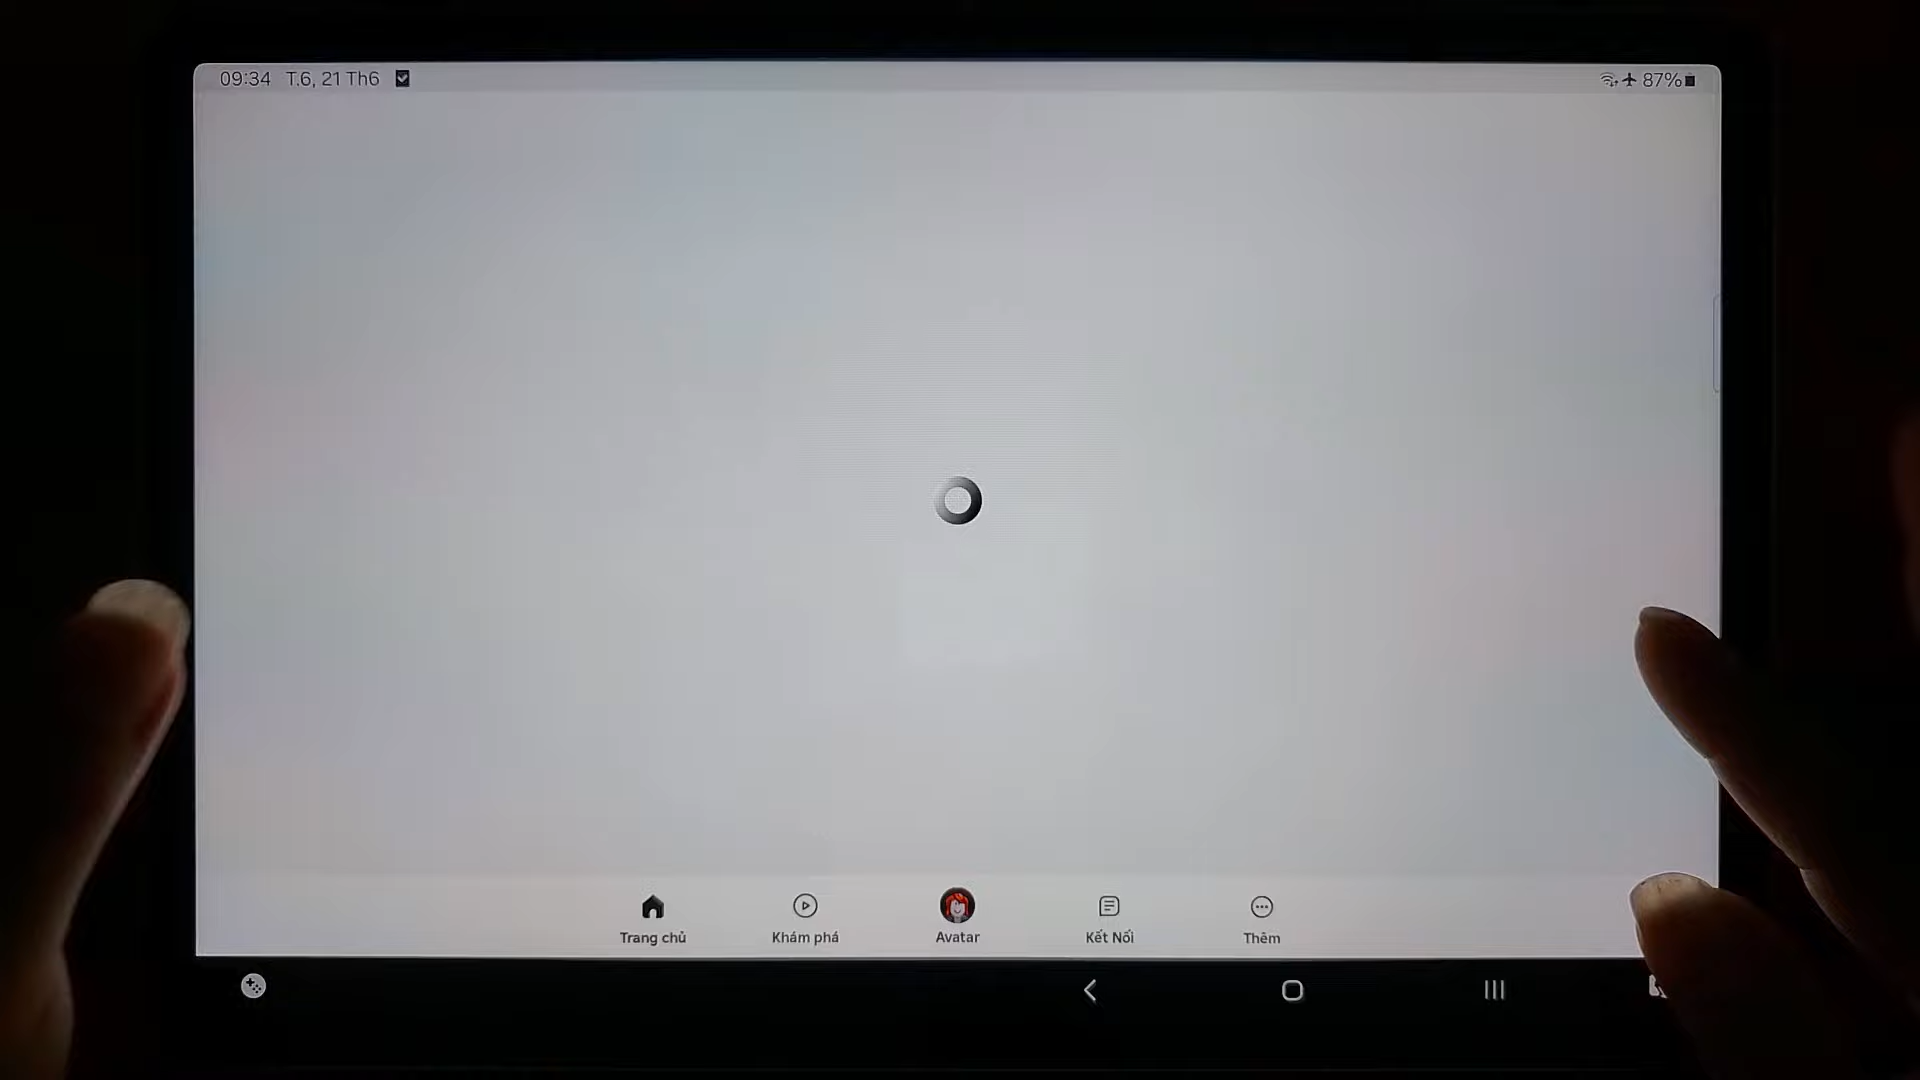 09:34 T.6, 21 Th6 87%
Trang chủ Khám phá Avatar Kết Nối Thêm